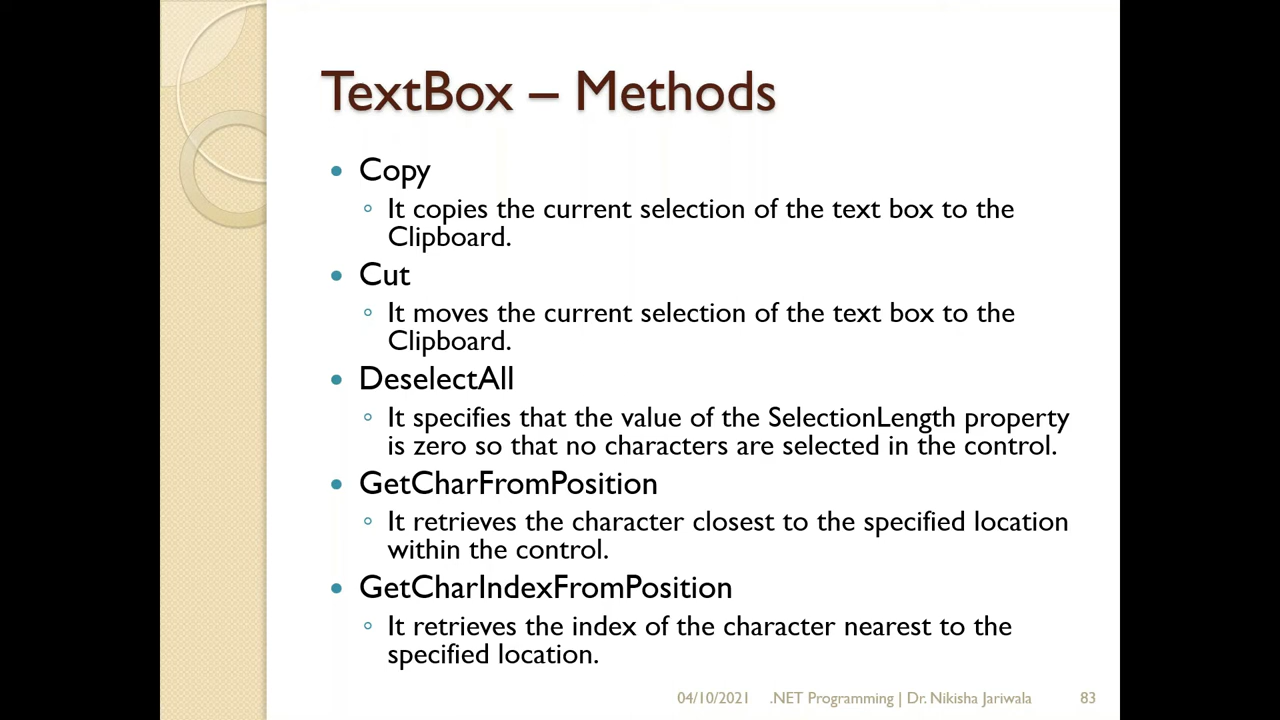 TextBox – Methods
• Copy
◦ It copies the current selection of the text box to the
Clipboard.
• Cut
◦ It moves the current selection of the text box to the
Clipboard.
• DeselectAll
◦ It specifies that the value of the SelectionLength property
is zero so that no characters are selected in the control.
• GetCharFromPosition
◦ It retrieves the character closest to the specified location
within the control.
• GetCharIndexFromPosition
◦ It retrieves the index of the character nearest to the
specified location.
04/10/2021 .NET Programming | Dr. Nikisha Jariwala 83